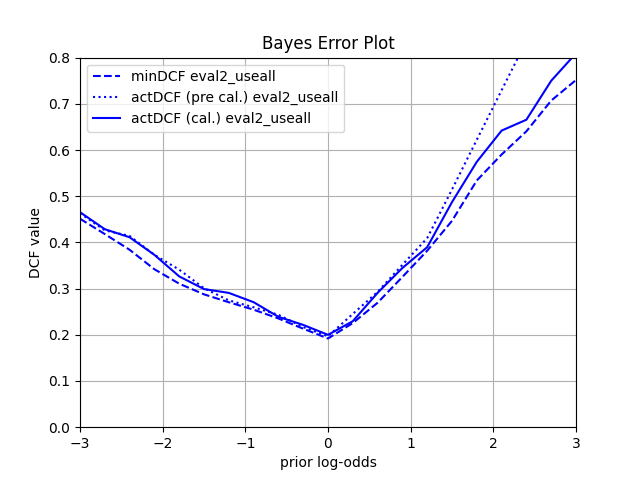 Bayes Error Plot
minDCF eval2_useall
actDCF (pre cal.) eval2_useall
actDCF (cal.) eval2_useall
DCF value
0.8
0.7
0.6
0.5
0.4
0.3
0.2
0.1
0.0
−3 −2 −1 0 1 2 3
prior log-odds